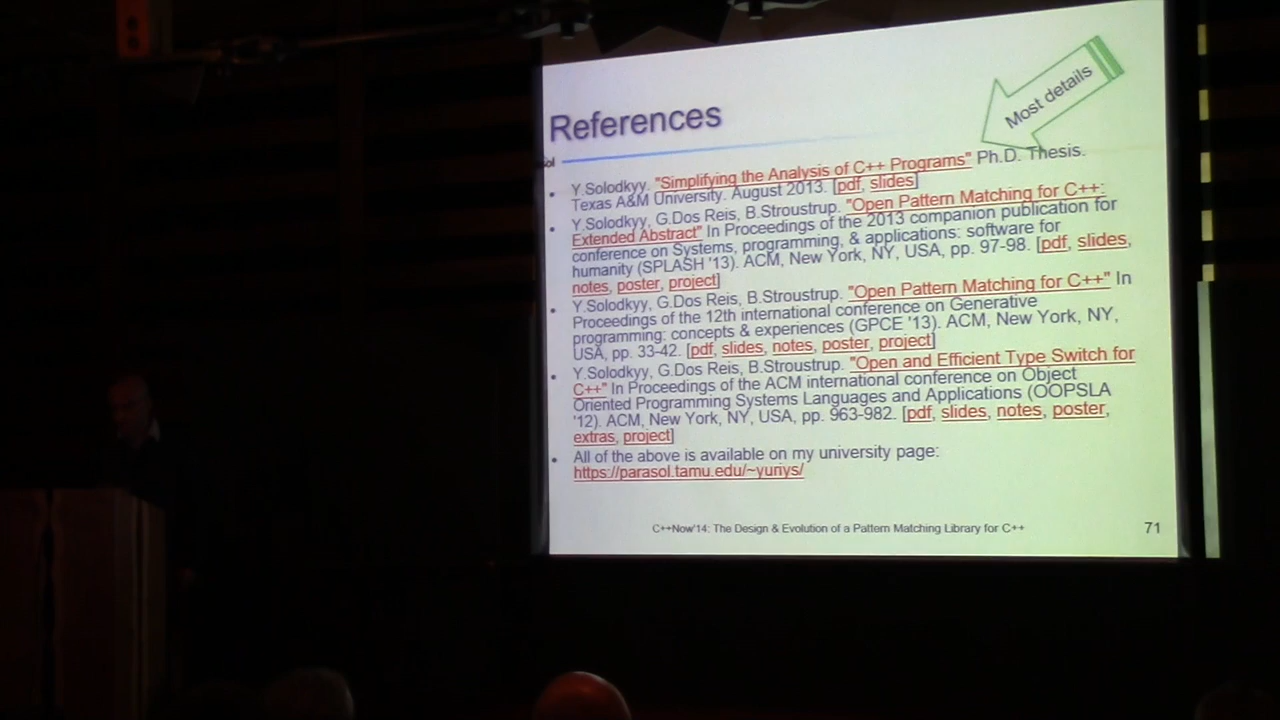 Most details
References
sol
• Y.Solodkyy. "Simplifying the Analysis of C++ Programs" Ph.D. Thesis.
Texas A&M University. August 2013. [pdf, slides]
• Y.Solodkyy, G.Dos Reis, B.Stroustrup. "Open Pattern Matching for C++:
Extended Abstract" In Proceedings of the 2013 companion publication for
conference on Systems, programming, & applications: software for
humanity (SPLASH '13). ACM, New York, NY, USA, pp. 97-98. [pdf, slides,
notes, poster, project]
• Y.Solodkyy, G.Dos Reis, B.Stroustrup. "Open Pattern Matching for C++" In
Proceedings of the 12th international conference on Generative
programming: concepts & experiences (GPCE '13). ACM, New York, NY,
USA, pp. 33-42. [pdf, slides, notes, poster, project]
• Y.Solodkyy, G.Dos Reis, B.Stroustrup. "Open and Efficient Type Switch for
C++" In Proceedings of the ACM international conference on Object
Oriented Programming Systems Languages and Applications (OOPSLA
'12). ACM, New York, NY, USA, pp. 963-982. [pdf, slides, notes, poster,
extras, project]
• All of the above is available on my university page:
https://parasol.tamu.edu/~yuriys/
C++Now'14: The Design & Evolution of a Pattern Matching Library for C++
71